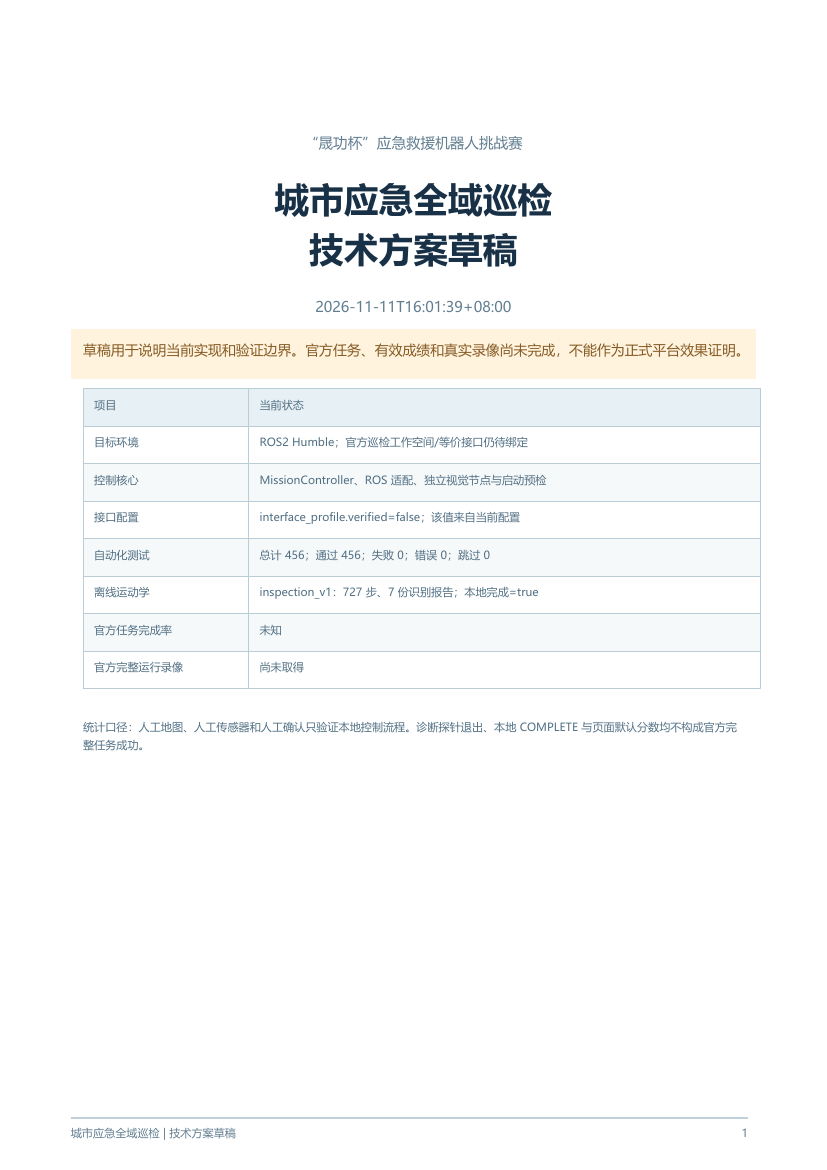 “晟功杯”应急救援机器人挑战赛
城市应急全域巡检
技术方案草稿
2026-11-11T16:01:39+08:00
草稿用于说明当前实现和验证边界。官方任务、有效成绩和真实录像尚未完成，不能作为正式平台效果证明。
项目 当前状态
目标环境 ROS2 Humble；官方巡检工作空间/等价接口仍待绑定
控制核心 MissionController、ROS 适配、独立视觉节点与启动预检
接口配置 interface_profile.verified=false；该值来自当前配置
自动化测试 总计 456；通过 456；失败 0；错误 0；跳过 0
离线运动学 inspection_v1：727 步、7 份识别报告；本地完成=true
官方任务完成率 未知
官方完整运行录像 尚未取得
统计口径：人工地图、人工传感器和人工确认只验证本地控制流程。诊断探针退出、本地 COMPLETE 与页面默认分数均不构成官方完
整任务成功。
城市应急全域巡检 | 技术方案草稿 1